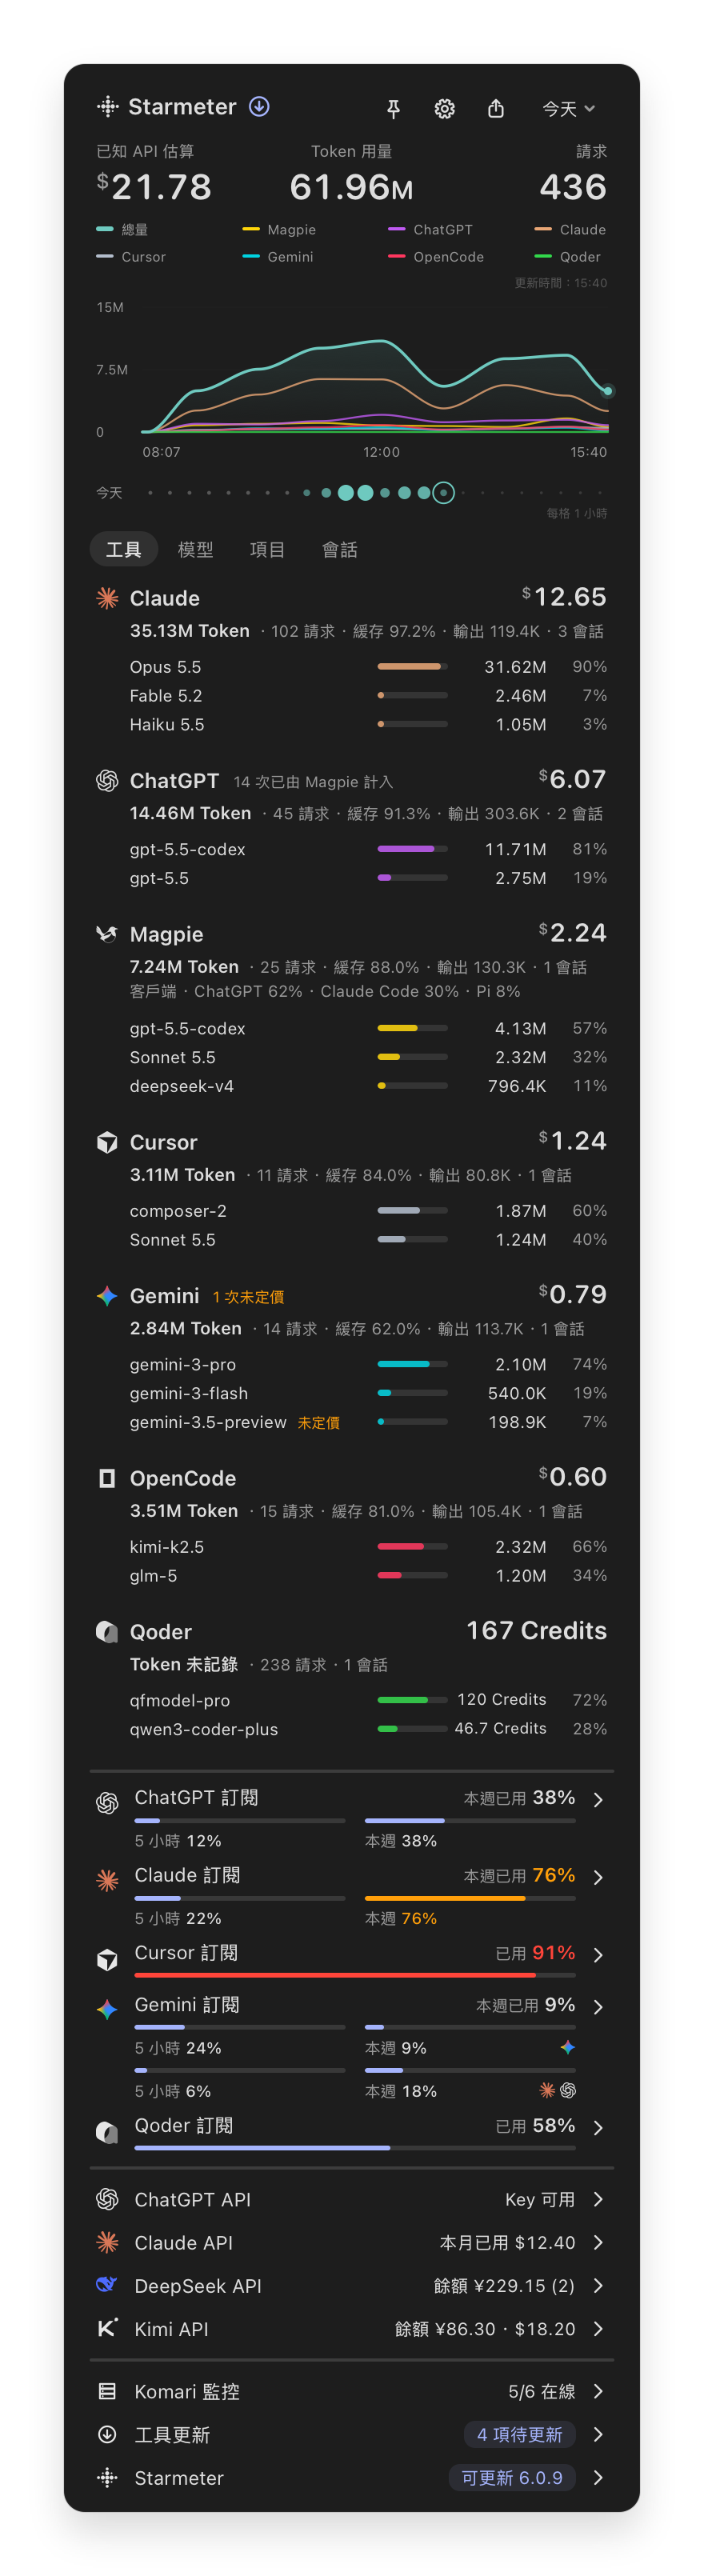 Starmeter 今天
已知 API 估算 Token 用量 請求
$21.78 61.96M 436
總量 Magpie ChatGPT Claude
Cursor Gemini OpenCode Qoder
更新時間：15:40
15M
7.5M
0
08:07 12:00 15:40
今天
每格 1 小時
工具 模型 項目 會話
Claude $12.65
35.13M Token · 102 請求 · 緩存 97.2% · 輸出 119.4K · 3 會話
Opus 5.5 31.62M 90%
Fable 5.2 2.46M 7%
Haiku 5.5 1.05M 3%
ChatGPT 14 次已由 Magpie 計入 $6.07
14.46M Token · 45 請求 · 緩存 91.3% · 輸出 303.6K · 2 會話
gpt-5.5-codex 11.71M 81%
gpt-5.5 2.75M 19%
Magpie $2.24
7.24M Token · 25 請求 · 緩存 88.0% · 輸出 130.3K · 1 會話
客戶端 · ChatGPT 62% · Claude Code 30% · Pi 8%
gpt-5.5-codex 4.13M 57%
Sonnet 5.5 2.32M 32%
deepseek-v4 796.4K 11%
Cursor $1.24
3.11M Token · 11 請求 · 緩存 84.0% · 輸出 80.8K · 1 會話
composer-2 1.87M 60%
Sonnet 5.5 1.24M 40%
Gemini 1 次未定價 $0.79
2.84M Token · 14 請求 · 緩存 62.0% · 輸出 113.7K · 1 會話
gemini-3-pro 2.10M 74%
gemini-3-flash 540.0K 19%
gemini-3.5-preview 未定價 198.9K 7%
OpenCode $0.60
3.51M Token · 15 請求 · 緩存 81.0% · 輸出 105.4K · 1 會話
kimi-k2.5 2.32M 66%
glm-5 1.20M 34%
Qoder 167 Credits
Token 未記錄 · 238 請求 · 1 會話
qfmodel-pro 120 Credits 72%
qwen3-coder-plus 46.7 Credits 28%
ChatGPT 訂閱 本週已用 38%
5 小時 12% 本週 38%
Claude 訂閱 本週已用 76%
5 小時 22% 本週 76%
Cursor 訂閱 已用 91%
Gemini 訂閱 本週已用 9%
5 小時 24% 本週 9%
5 小時 6% 本週 18%
Qoder 訂閱 已用 58%
ChatGPT API Key 可用
Claude API 本月已用 $12.40
DeepSeek API 餘額 ¥229.15 (2)
Kimi API 餘額 ¥86.30 · $18.20
Komari 監控 5/6 在線
工具更新 4 項待更新
Starmeter 可更新 6.0.9